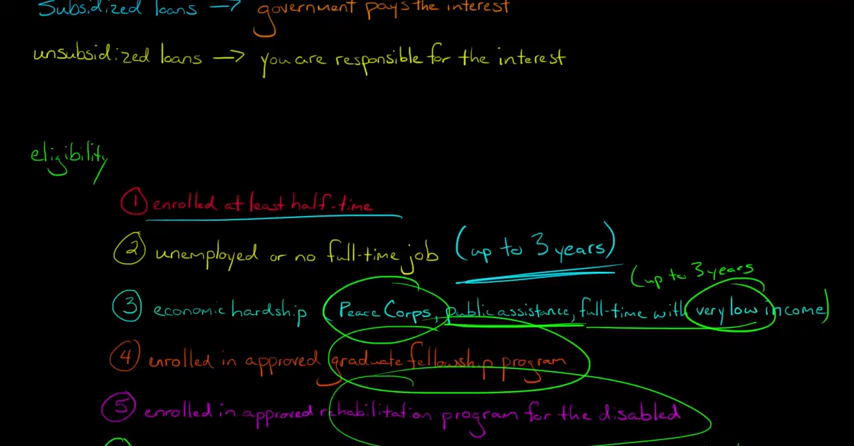 Subsidized loans → government pays the interest
unsubsidized loans → you are responsible for the interest
eligibility
① enrolled at least half-time
② unemployed or no full-time job (up to 3 years)
(up to 3 years
③ economic hardship (Peace Corps, public assistance, full-time with very low income)
④ enrolled in approved graduate fellowship program
⑤ enrolled in approved rehabilitation program for the disabled